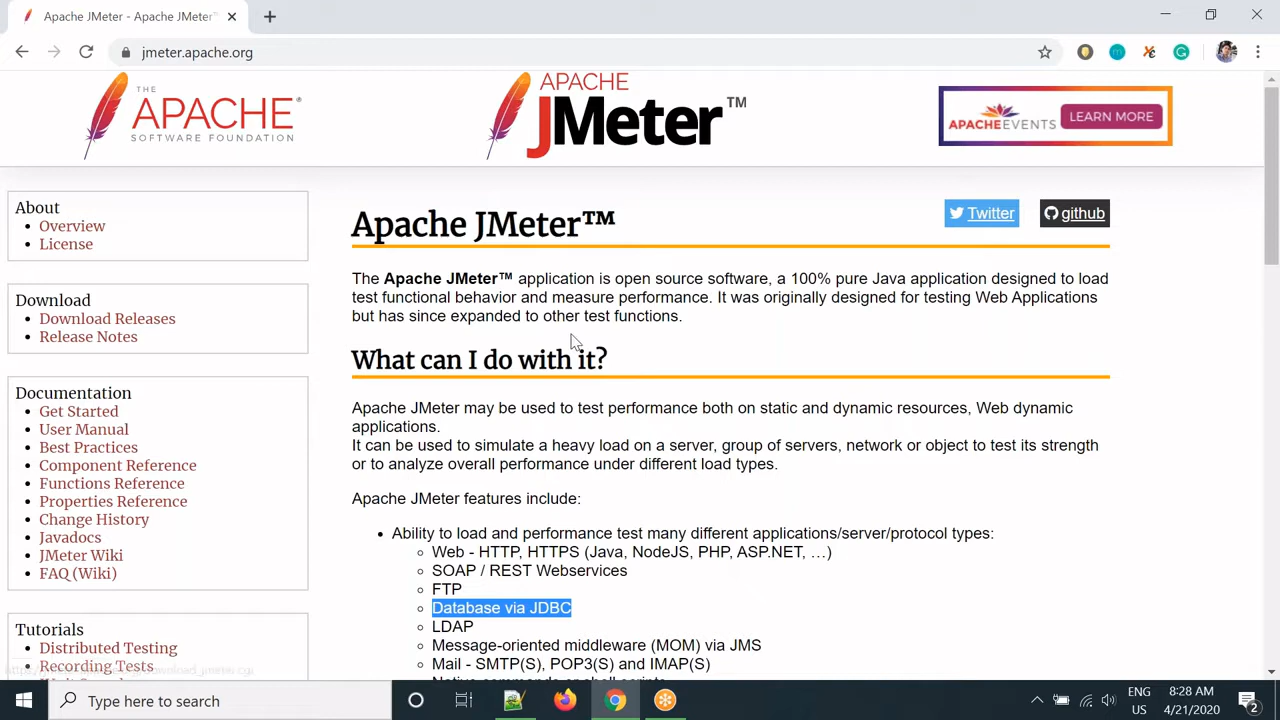 Apache JMeter - Apache JMeter™
jmeter.apache.org
THE
APACHE®
SOFTWARE FOUNDATION
APACHE
JMeter™
APACHEEVENTS
LEARN MORE
About
Overview
License
Download
Download Releases
Release Notes
Documentation
Get Started
User Manual
Best Practices
Component Reference
Functions Reference
Properties Reference
Change History
Javadocs
JMeter Wiki
FAQ (Wiki)
Tutorials
Distributed Testing
Recording Tests
Apache JMeter™
Twitter
github
The Apache JMeter™ application is open source software, a 100% pure Java application designed to load
test functional behavior and measure performance. It was originally designed for testing Web Applications
but has since expanded to other test functions.
What can I do with it?
Apache JMeter may be used to test performance both on static and dynamic resources, Web dynamic
applications.
It can be used to simulate a heavy load on a server, group of servers, network or object to test its strength
or to analyze overall performance under different load types.
Apache JMeter features include:
Ability to load and performance test many different applications/server/protocol types:
Web - HTTP, HTTPS (Java, NodeJS, PHP, ASP.NET, …)
SOAP / REST Webservices
FTP
Database via JDBC
LDAP
Message-oriented middleware (MOM) via JMS
Mail - SMTP(S), POP3(S) and IMAP(S)
Type here to search
ENG
US
8:28 AM
4/21/2020
2